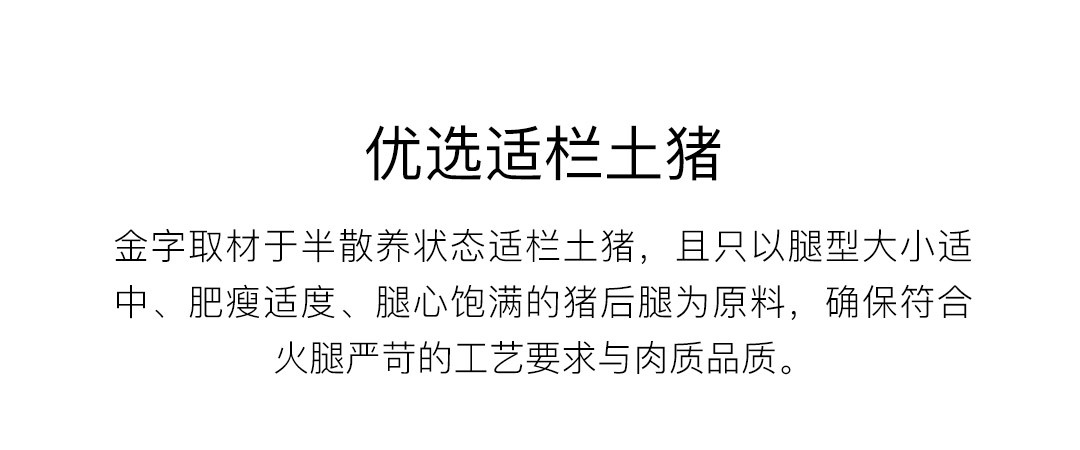 优选适栏土猪
金字取材于半散养状态适栏土猪，且只以腿型大小适
中、肥瘦适度、腿心饱满的猪后腿为原料，确保符合
火腿严苛的工艺要求与肉质品质。